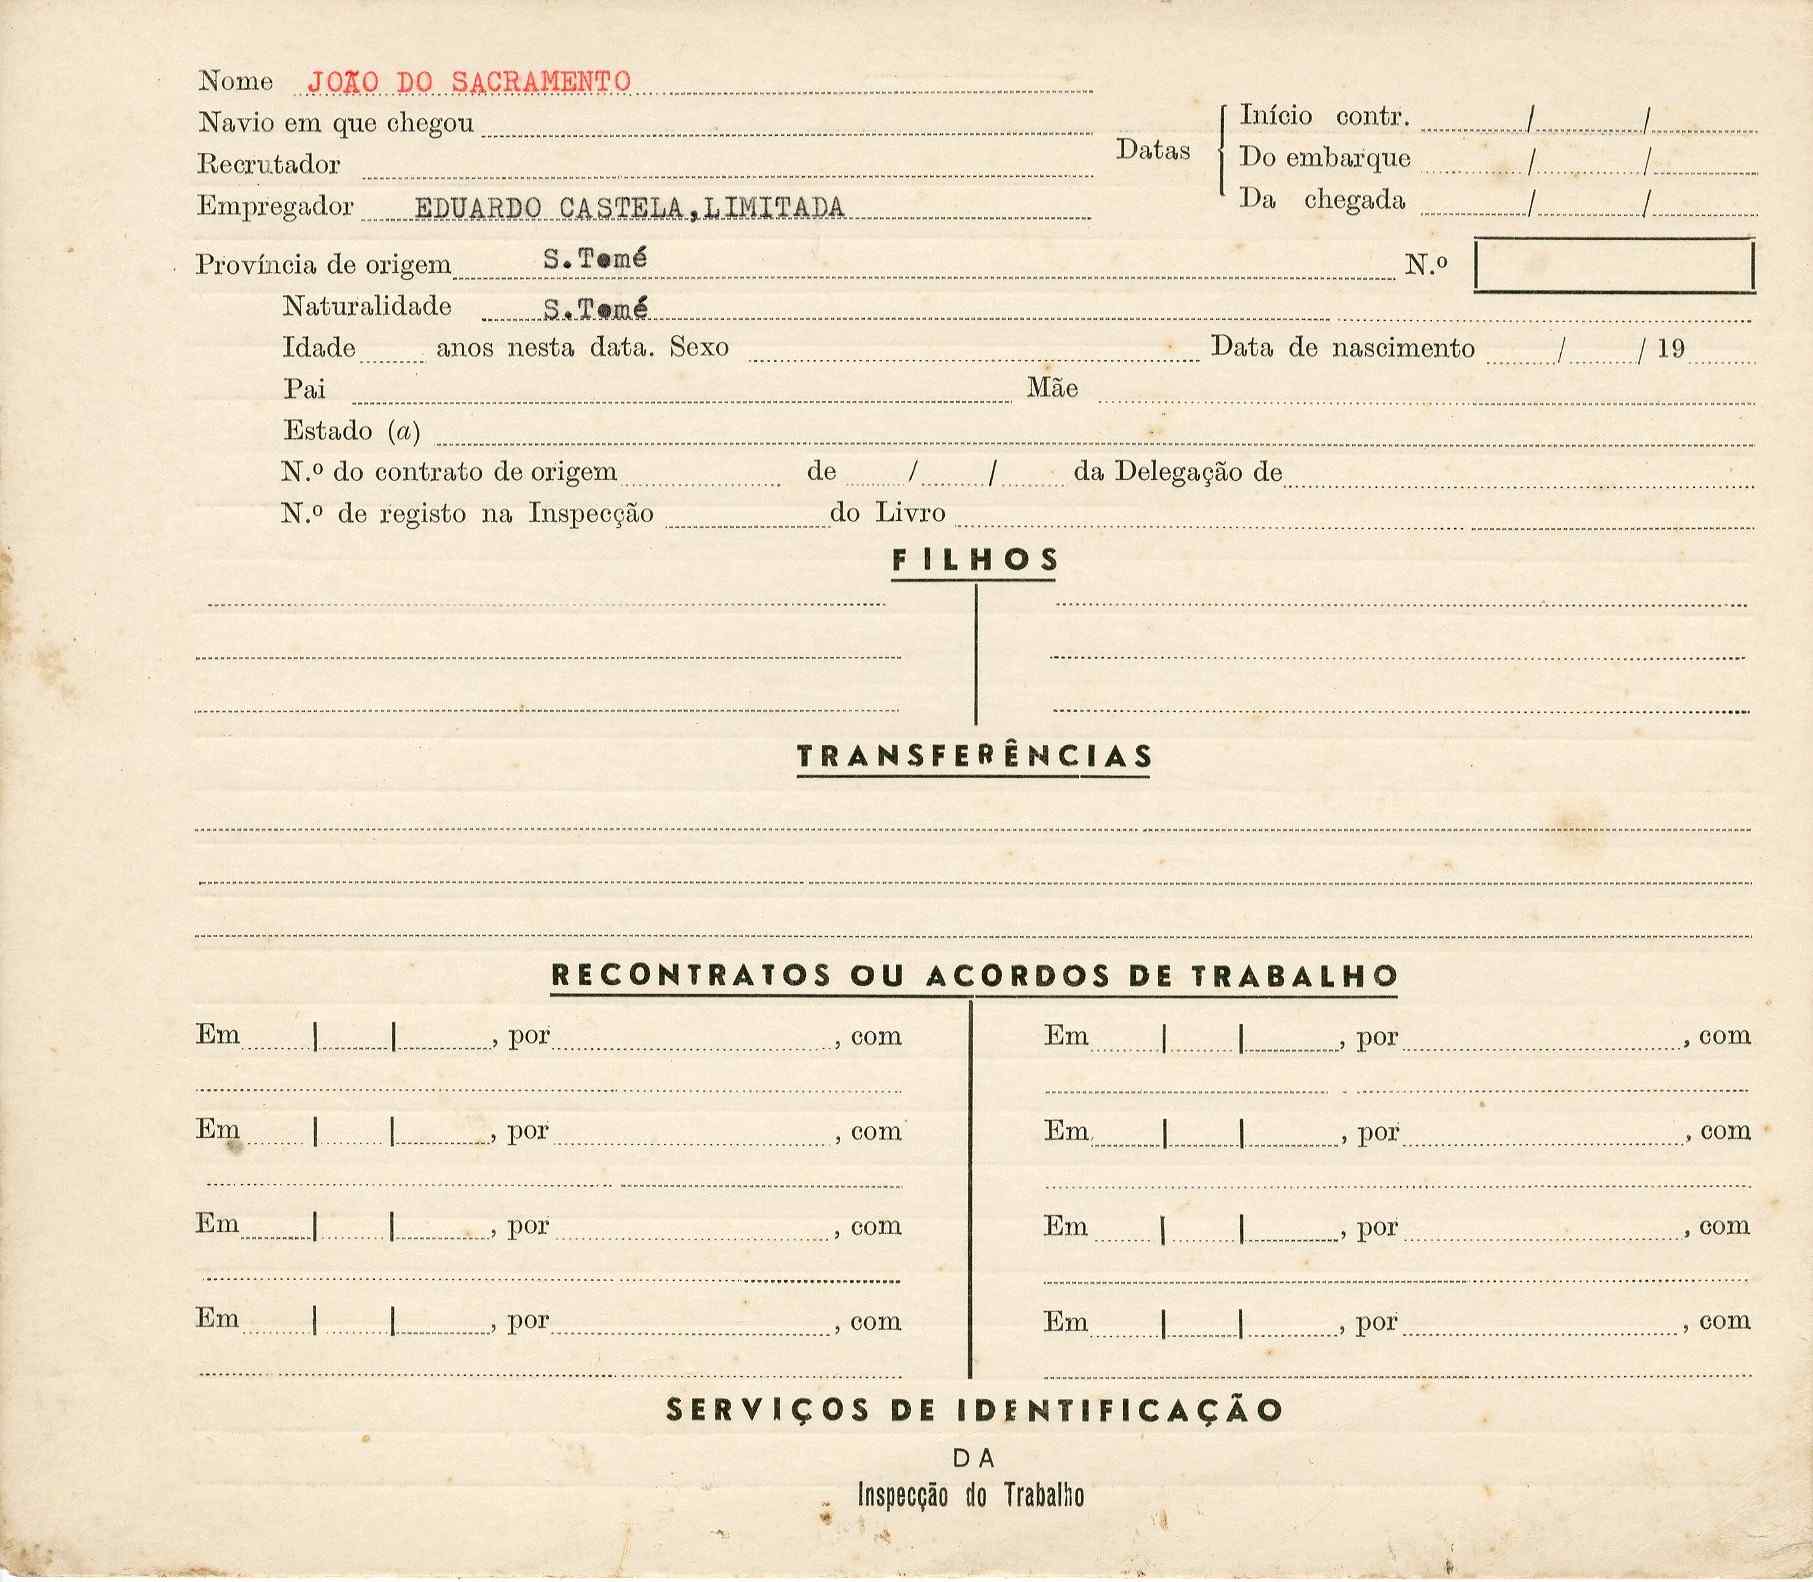 Nome JOÃO DO SACRAMENTO
Navio em que chegou
Recrutador
Empregador EDUARDO CASTELA,LIMITADA
Datas
Início contr. / /
Do embarque / /
Da chegada / /
Província de origem S.Tomé N.º
Naturalidade S.Tomé
Idade anos nesta data. Sexo Data de nascimento / / 19
Pai Mãe
Estado (a)
N.º do contrato de origem de / / da Delegação de
N.º de registo na Inspecção do Livro
FILHOS
TRANSFERÊNCIAS
RECONTRATOS OU ACORDOS DE TRABALHO
Em | | , por , com
Em | | , por , com
Em | | , por , com
Em | | , por , com
Em | | , por , com
Em | | , por , com
Em | | , por , com
Em | | , por , com
SERVIÇOS DE IDENTIFICAÇÃO
DA
Inspecção do Trabalho